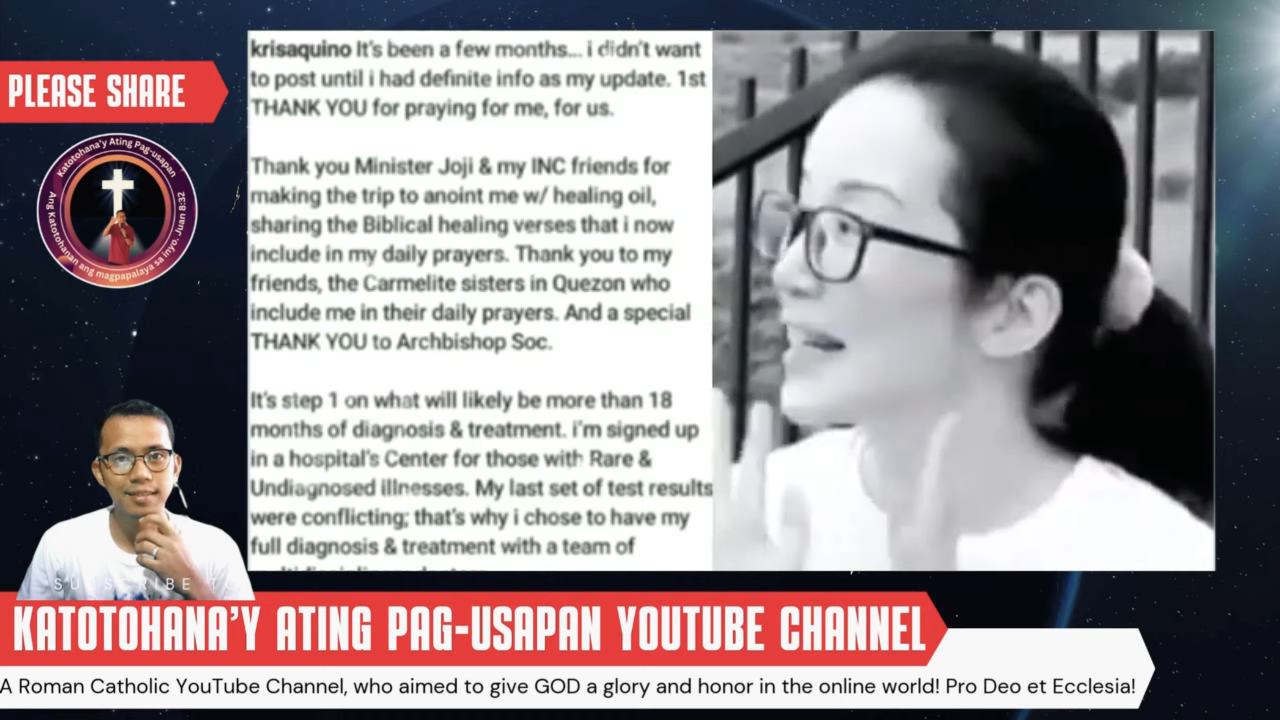 PLEASE SHARE
Katotohana'y Ating Pag-usapan
Ang Katotohanan ang magpapalaya sa inyo. Juan 8:32
krisaquino It's been a few months... i didn't want
to post until i had definite info as my update. 1st
THANK YOU for praying for me, for us.
Thank you Minister Joji & my INC friends for
making the trip to anoint me w/ healing oil,
sharing the Biblical healing verses that i now
include in my daily prayers. Thank you to my
friends, the Carmelite sisters in Quezon who
include me in their daily prayers. And a special
THANK YOU to Archbishop Soc.
It's step 1 on what will likely be more than 18
months of diagnosis & treatment. i'm signed up
in a hospital's Center for those with Rare &
Undiagnosed illnesses. My last set of test results
were conflicting; that's why i chose to have my
full diagnosis & treatment with a team of
SUBSCRIBE
KATOTOHANA'Y ATING PAG-USAPAN YOUTUBE CHANNEL
A Roman Catholic YouTube Channel, who aimed to give GOD a glory and honor in the online world! Pro Deo et Ecclesia!